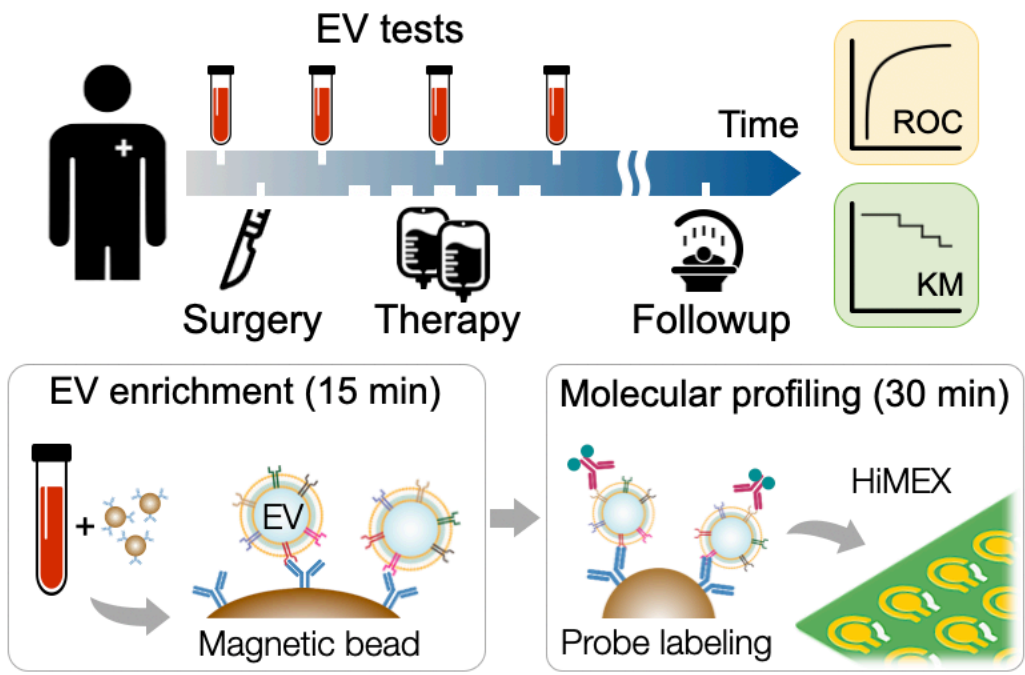 EV tests
Time
ROC
KM
Surgery
Therapy
Followup
EV enrichment (15 min)
+
EV
Magnetic bead
Molecular profiling (30 min)
HiMEX
Probe labeling